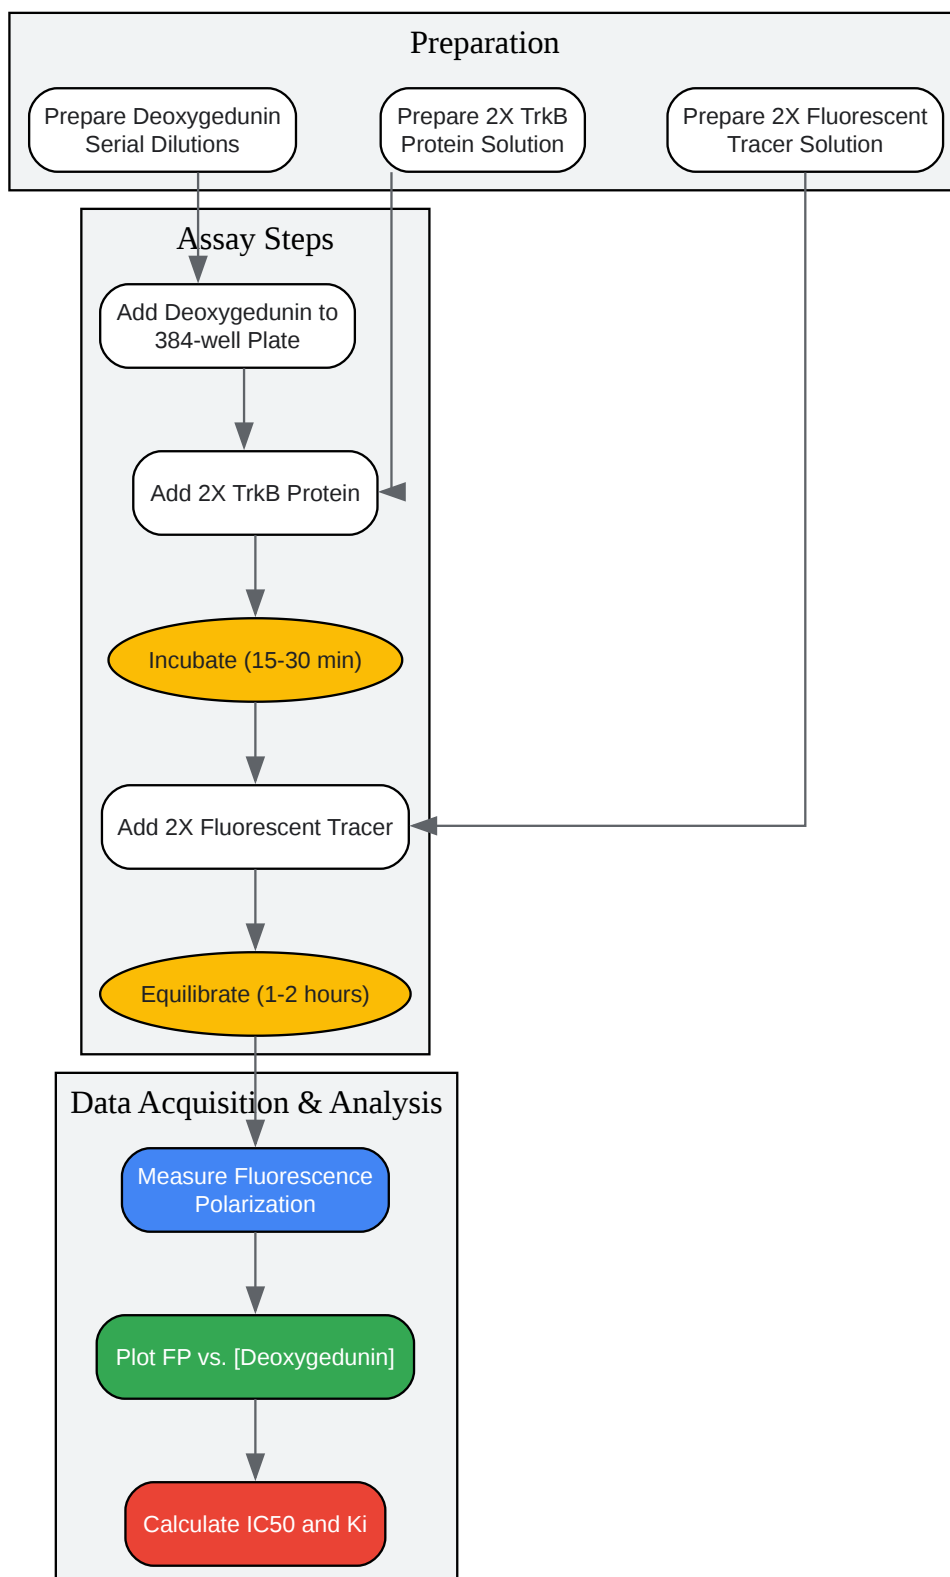 Preparation
Prepare Deoxygedunin
Serial Dilutions
Prepare 2X TrkB
Protein Solution
Prepare 2X Fluorescent
Tracer Solution
Assay Steps
Add Deoxygedunin to
384-well Plate
Add 2X TrkB Protein
Incubate (15-30 min)
Add 2X Fluorescent Tracer
Equilibrate (1-2 hours)
Data Acquisition & Analysis
Measure Fluorescence
Polarization
Plot FP vs. [Deoxygedunin]
Calculate IC50 and Ki